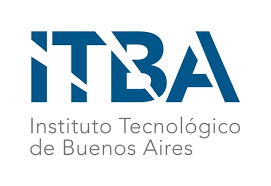 ITBA
Instituto Tecnológico
de Buenos Aires